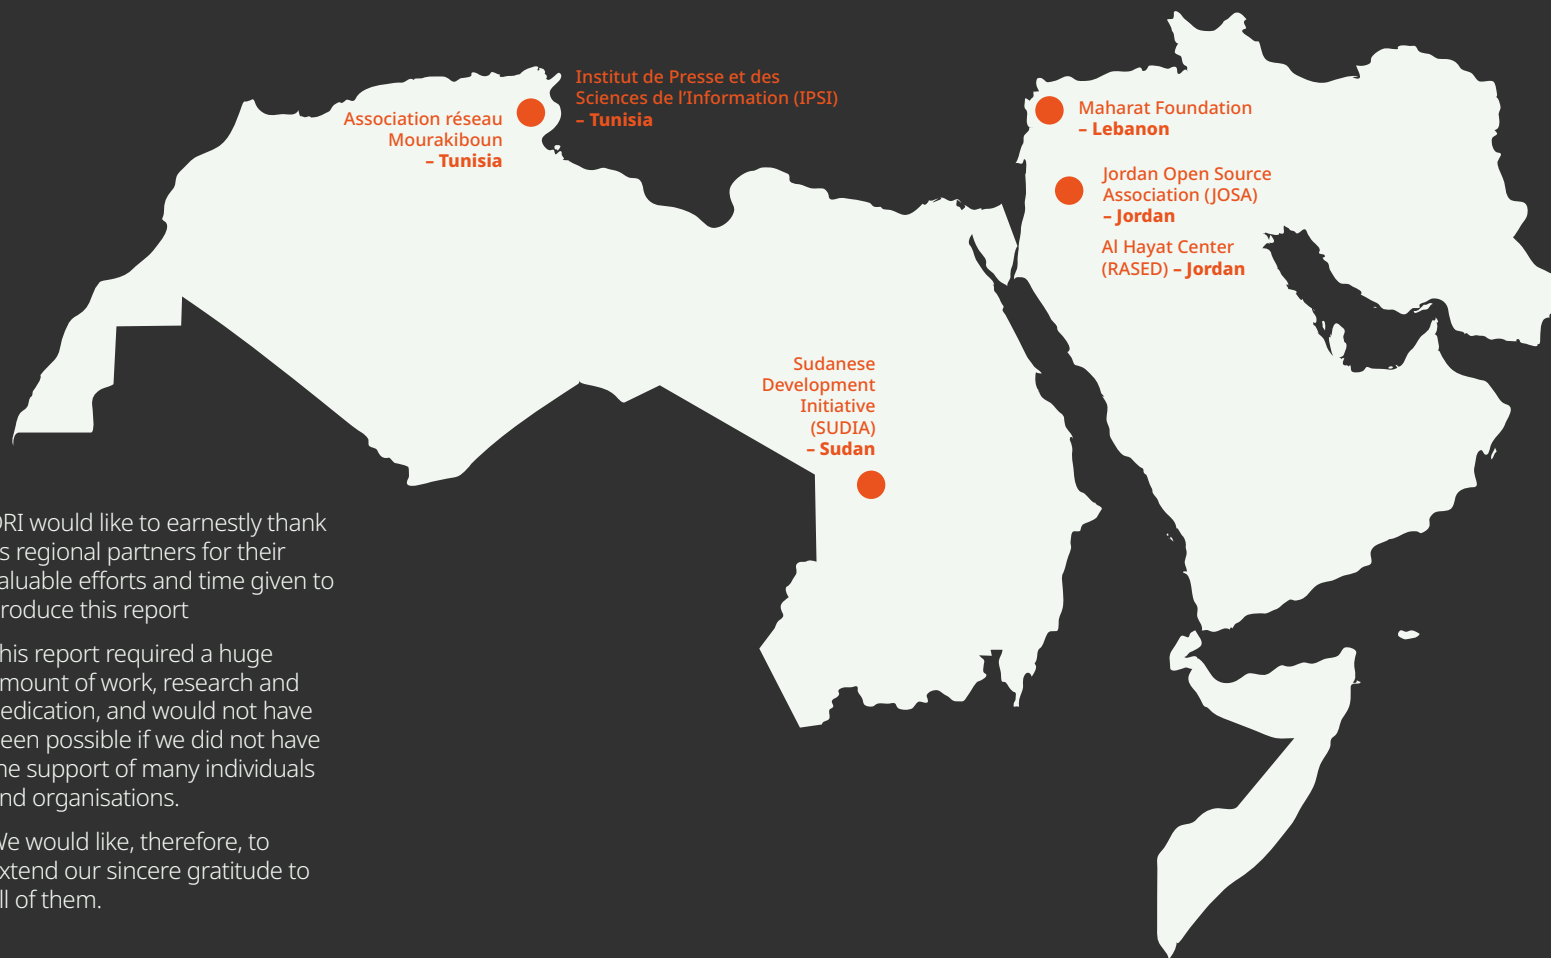 Institut de Presse et des
Sciences de l'Information (IPSI)
– Tunisia
Association réseau
Mourakiboun
– Tunisia
Maharat Foundation
– Lebanon
Jordan Open Source
Association (JOSA)
– Jordan
Al Hayat Center
(RASED) – Jordan
Sudanese
Development
Initiative
(SUDIA)
– Sudan
RI would like to earnestly thank
s regional partners for their
aluable efforts and time given to
roduce this report
his report required a huge
mount of work, research and
edication, and would not have
een possible if we did not have
he support of many individuals
nd organisations.
We would like, therefore, to
xtend our sincere gratitude to
ll of them.